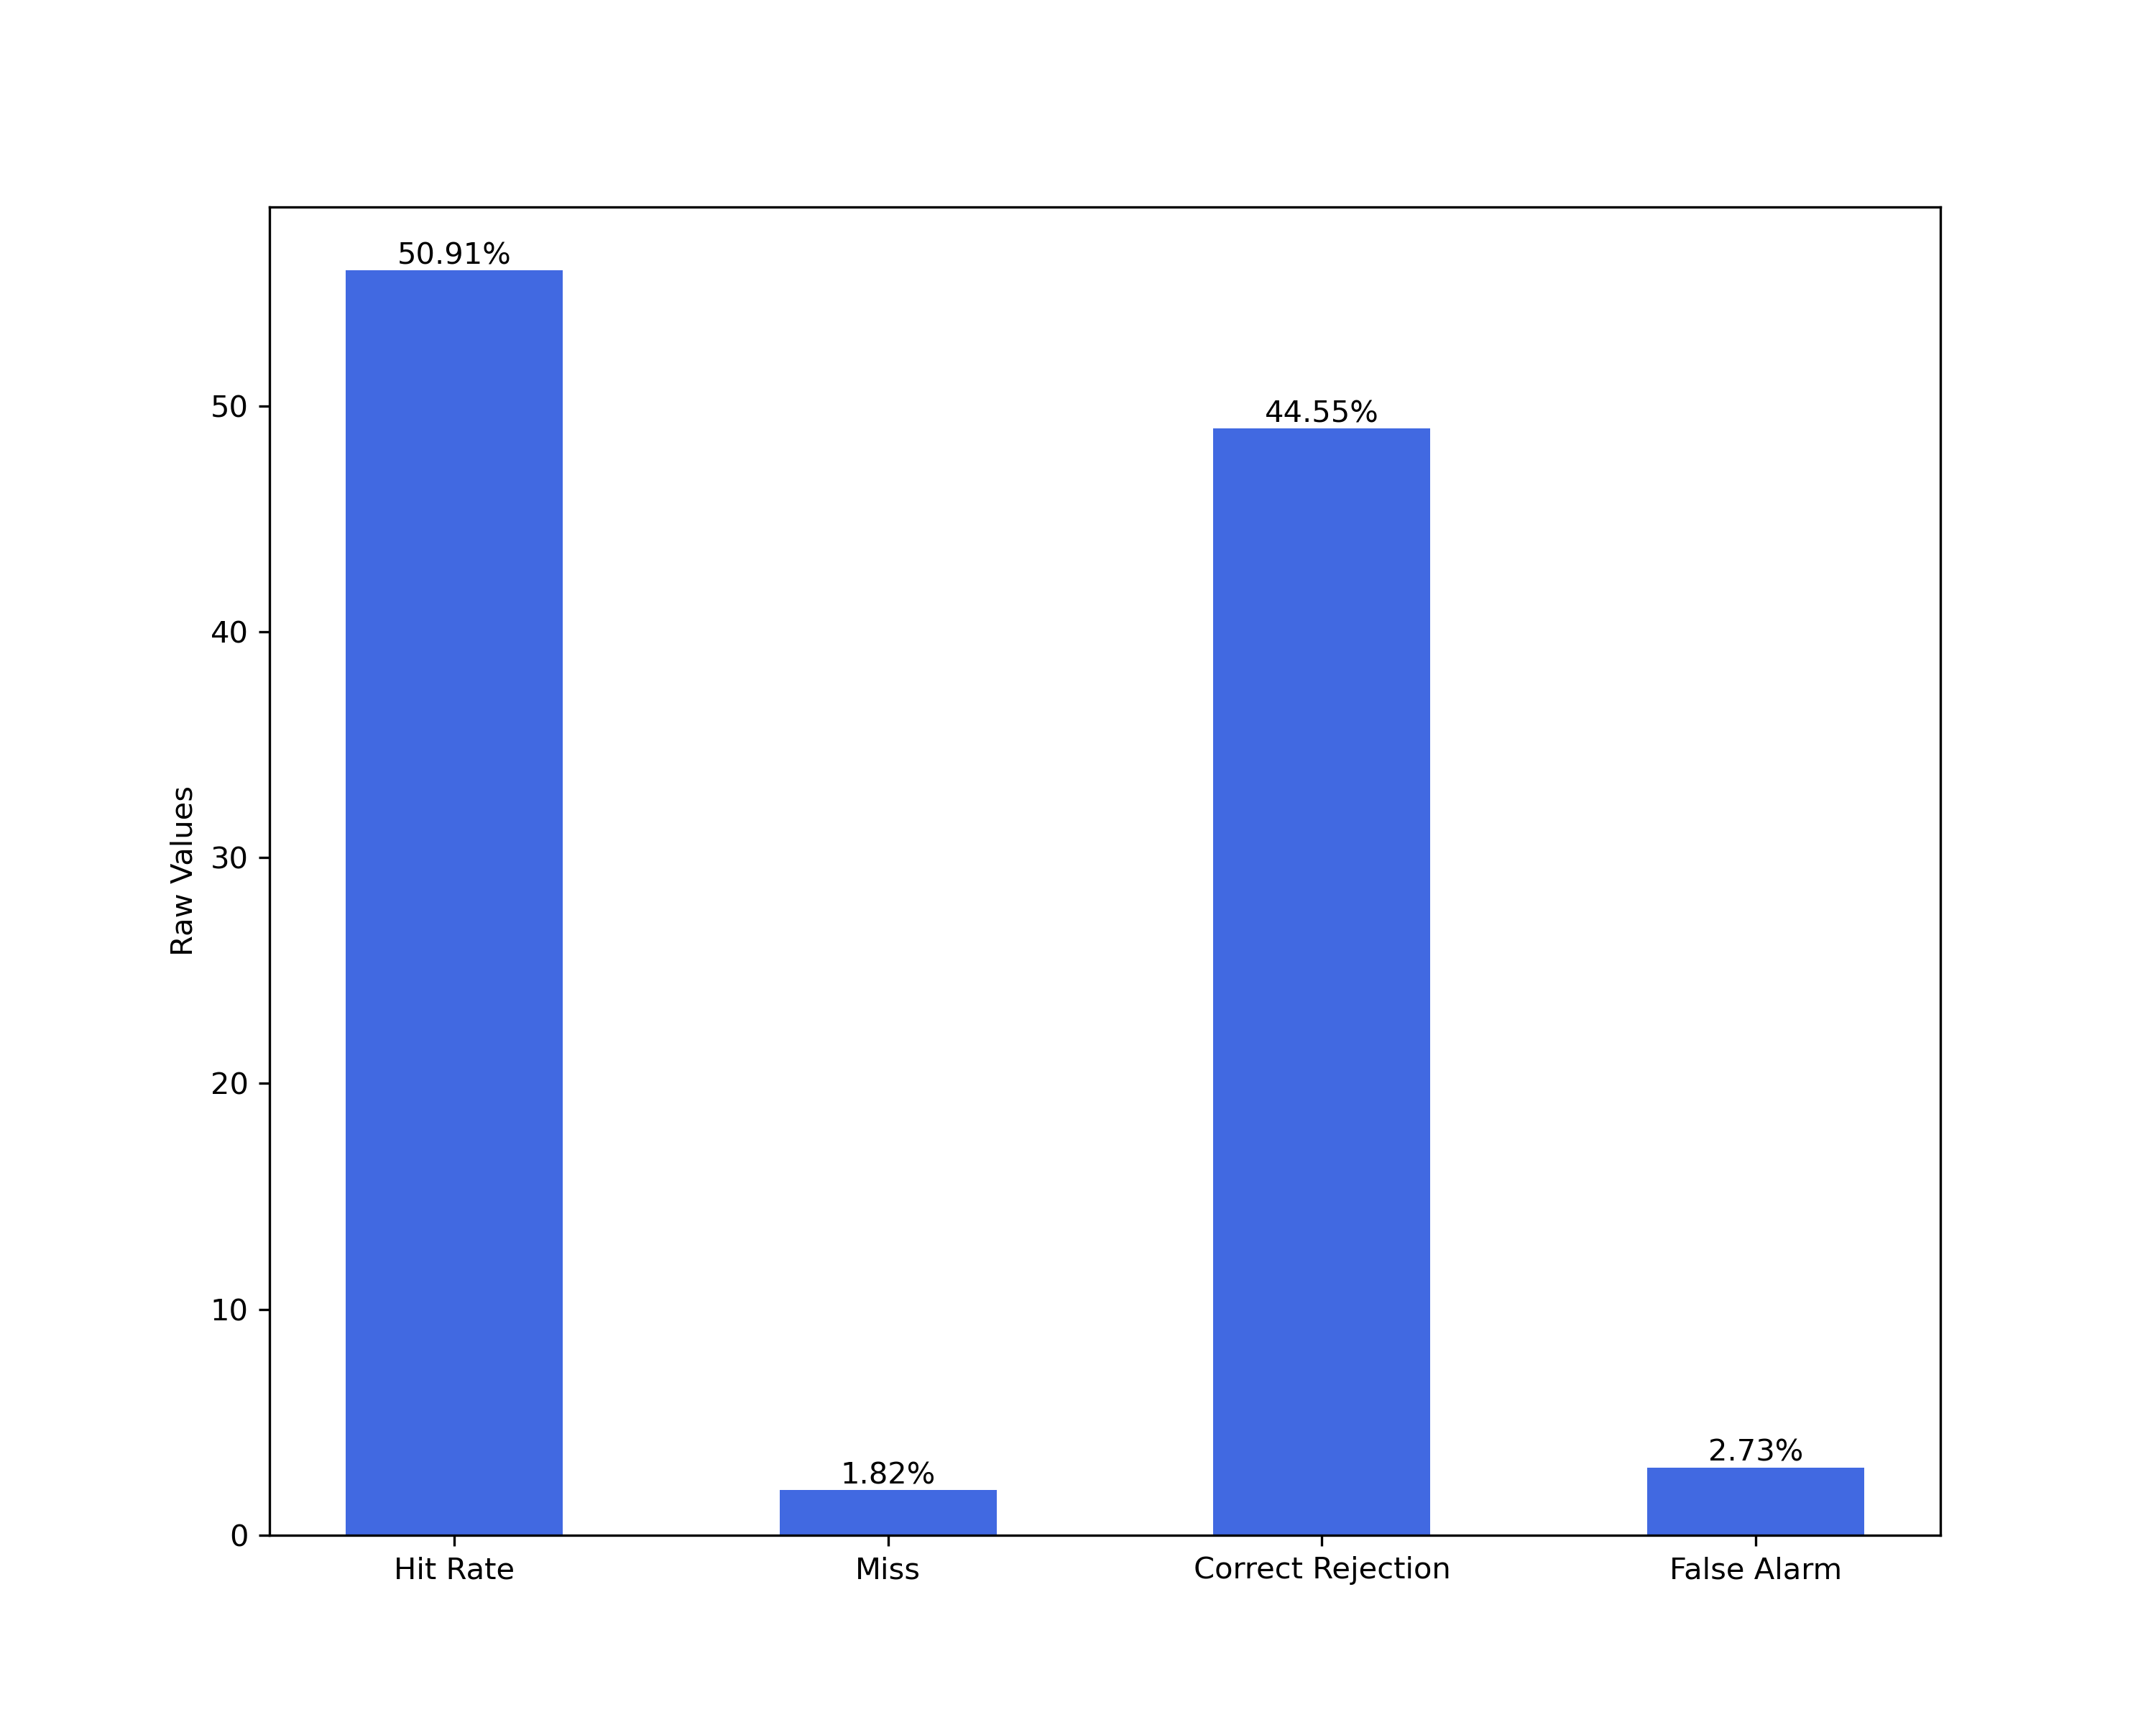 50.91%
1.82%
44.55%
2.73%
Raw Values
50
40
30
20
10
0
Hit Rate
Miss
Correct Rejection
False Alarm